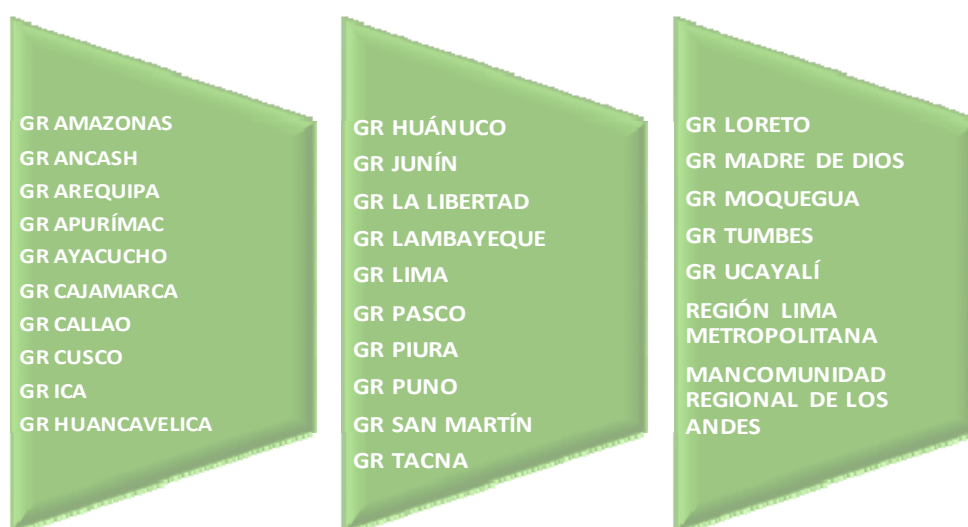 GR AMAZONAS
GR ANCASH
GR AREQUIPA
GR APURÍMAC
GR AYACUCHO
GR CAJAMARCA
GR CALLAO
GR CUSCO
GR ICA
GR HUANCAVELICA
GR HUÁNUCO
GR JUNÍN
GR LA LIBERTAD
GR LAMBAYEQUE
GR LIMA
GR PASCO
GR PIURA
GR PUNO
GR SAN MARTÍN
GR TACNA
GR LORETO
GR MADRE DE DIOS
GR MOQUEGUA
GR TUMBES
GR UCAYALÍ
REGIÓN LIMA
METROPOLITANA
MANCOMUNIDAD
REGIONAL DE LOS
ANDES